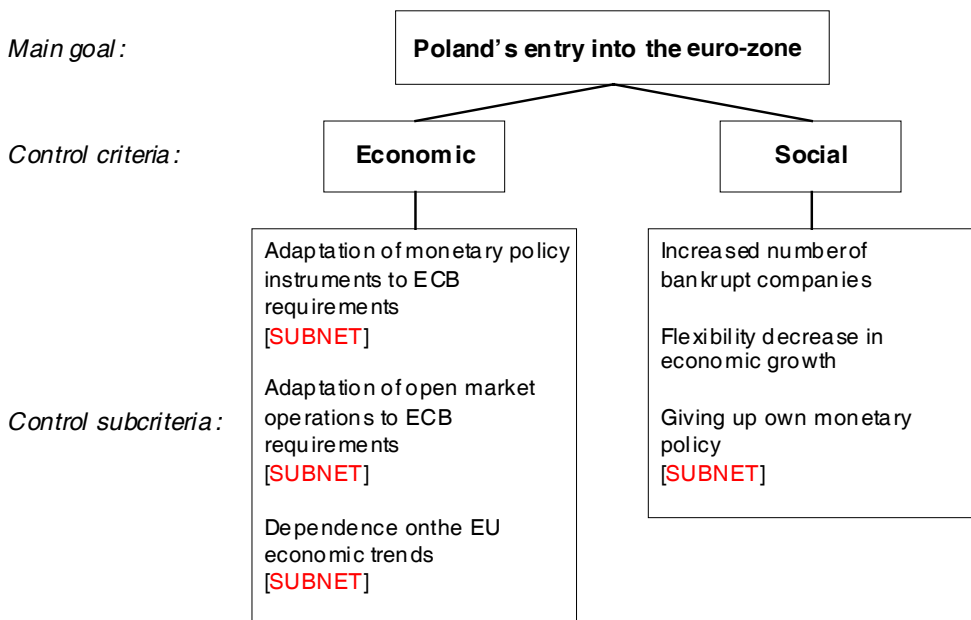 Main goal:
Poland's entry into the euro-zone
Control criteria:
Economic
Social
Control subcriteria:
Adaptation of monetary policy
instruments to ECB
requirements
[SUBNET]
Adaptation of open market
operations to ECB
requirements
[SUBNET]
Dependence onthe EU
economic trends
[SUBNET]
Increased number of
bankrupt companies
Flexibility decrease in
economic growth
Giving up own monetary
policy
[SUBNET]